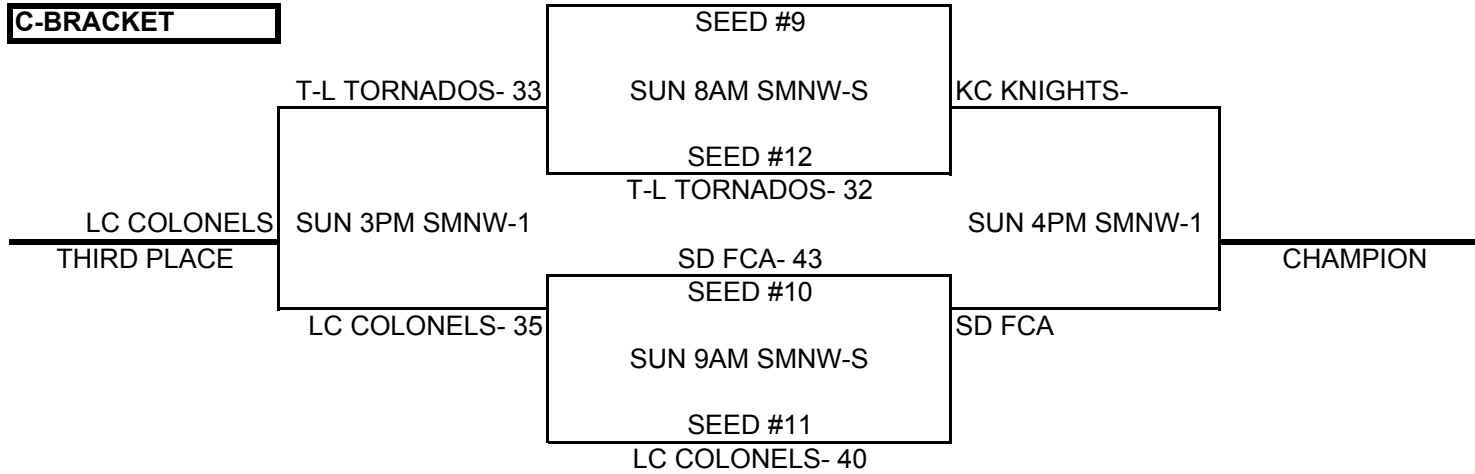 C-BRACKET
SEED #9
T-L TORNADOS- 33
SUN 8AM SMNW-S
KC KNIGHTS-
SEED #12
T-L TORNADOS- 32
LC COLONELS
SUN 3PM SMNW-1
SUN 4PM SMNW-1
THIRD PLACE
SD FCA- 43
CHAMPION
SEED #10
LC COLONELS- 35
SD FCA
SUN 9AM SMNW-S
SEED #11
LC COLONELS- 40